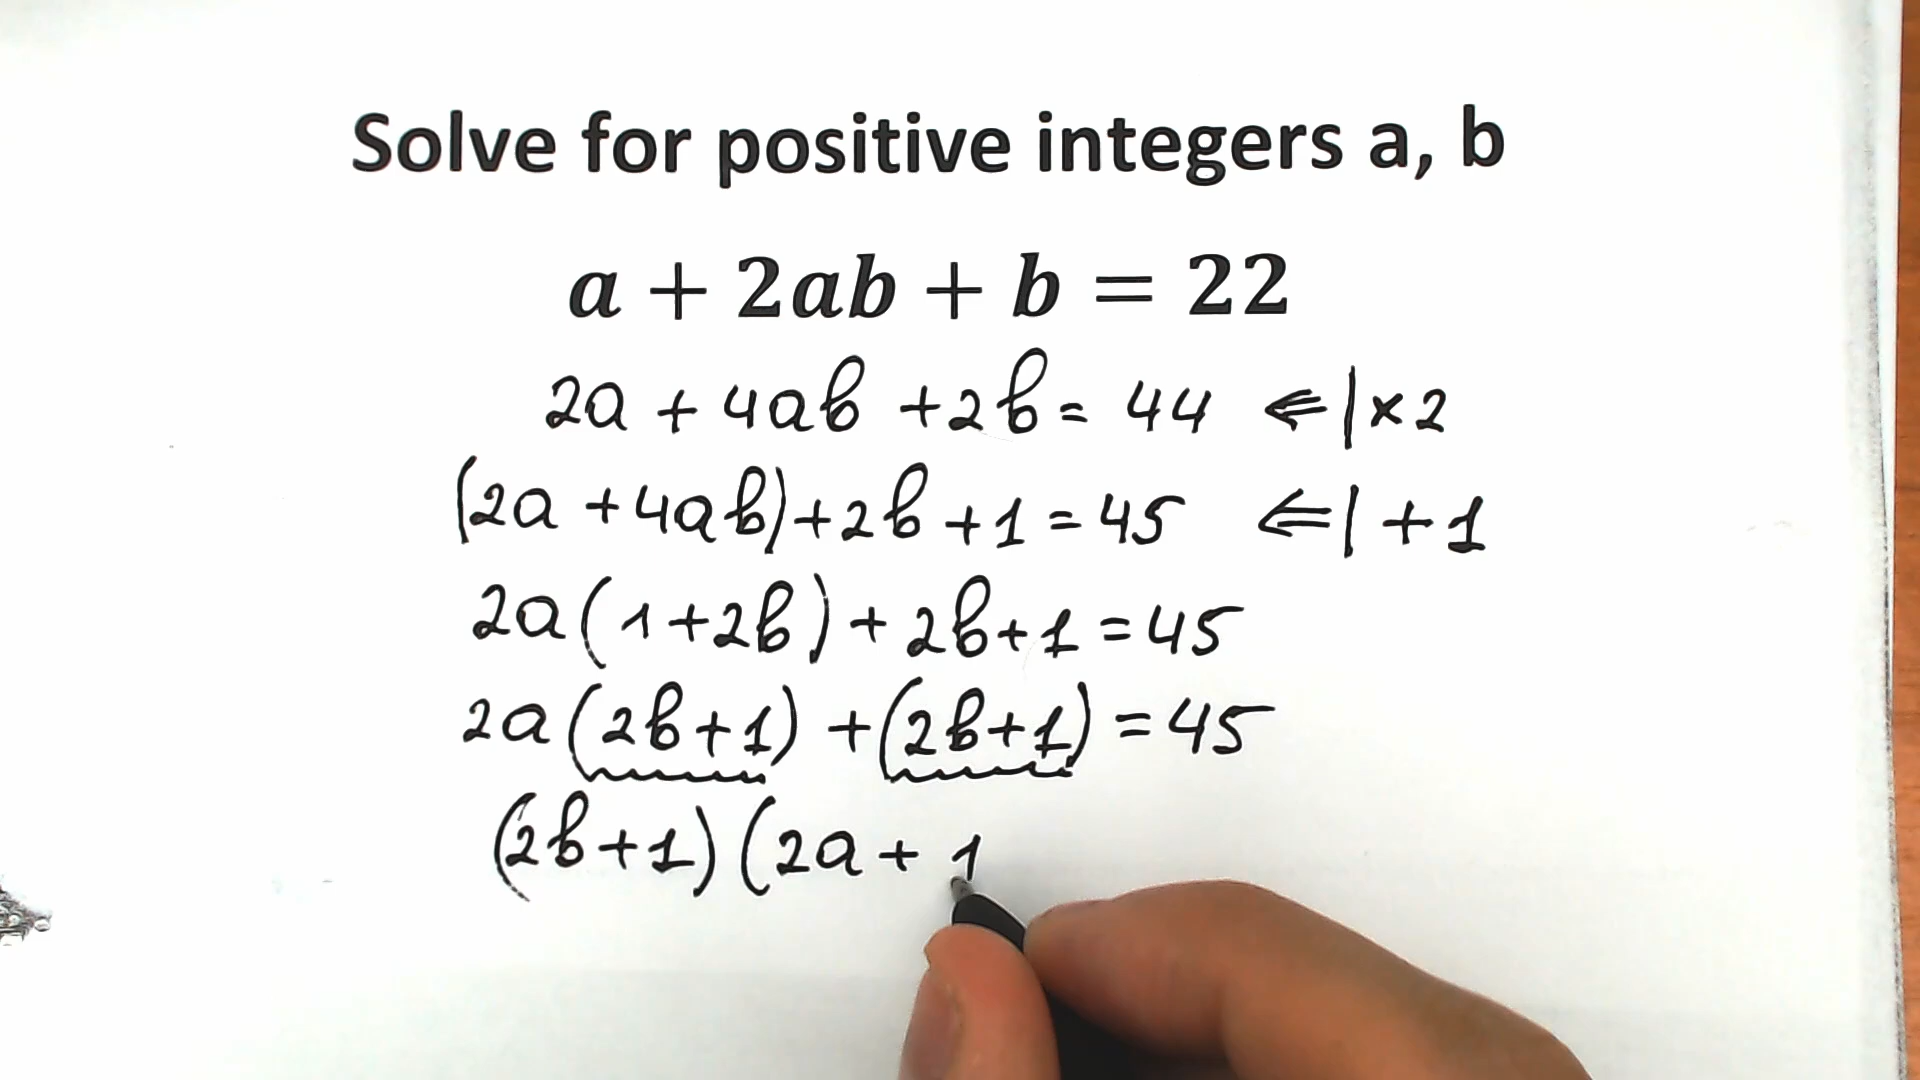 Solve for positive integers a, b
a + 2ab + b = 22
2a + 4ab + 2b = 44 ⇐ | × 2
(2a + 4ab) + 2b + 1 = 45 ⇐ | + 1
2a (1 + 2b) + 2b + 1 = 45
2a (2b + 1) + (2b + 1) = 45
(2b + 1) (2a + 1